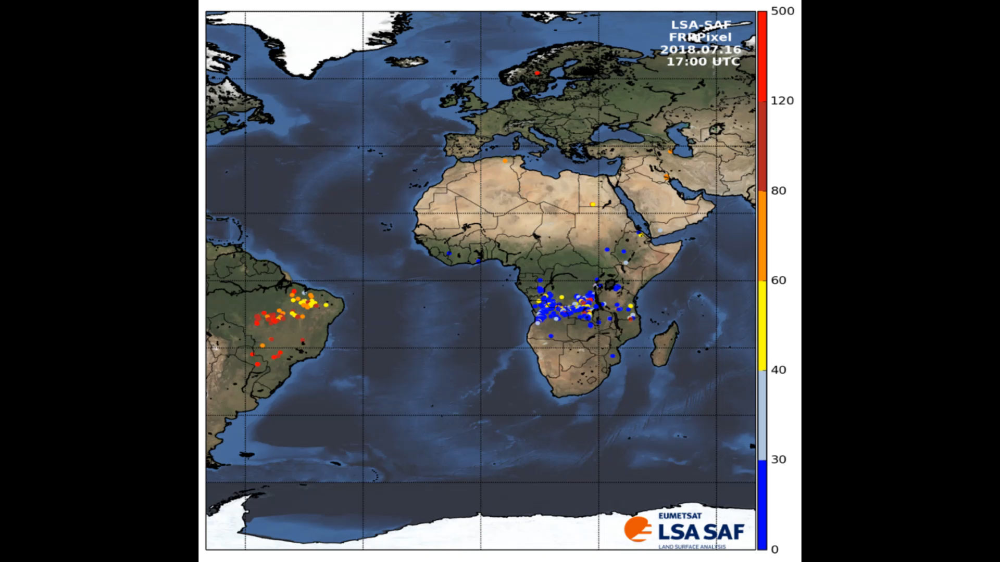 LSA-SAF
FRPPixel
2018.07.16
17:00 UTC
500
120
80
60
40
30
0
EUMETSAT
LSA SAF
LAND SURFACE ANALYSIS